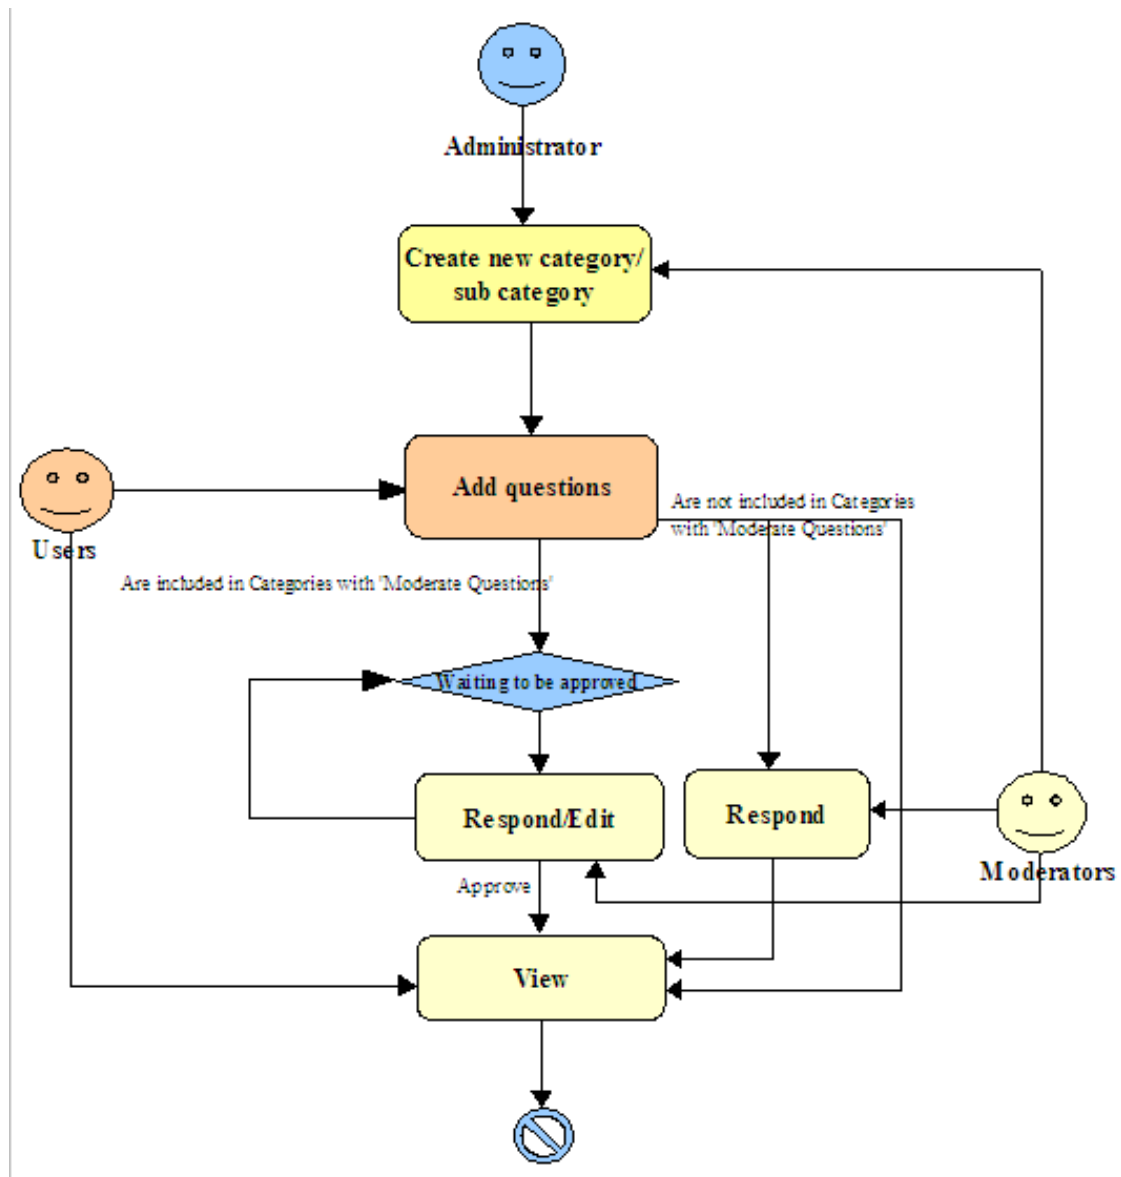 Administrator
Create new category/
sub category
Add questions
Are not included in Categories
with 'Moderate Questions'
Users
Are included in Categories with 'Moderate Questions'
Waiting to be approved
Respond/Edit
Respond
Moderators
Approve
View